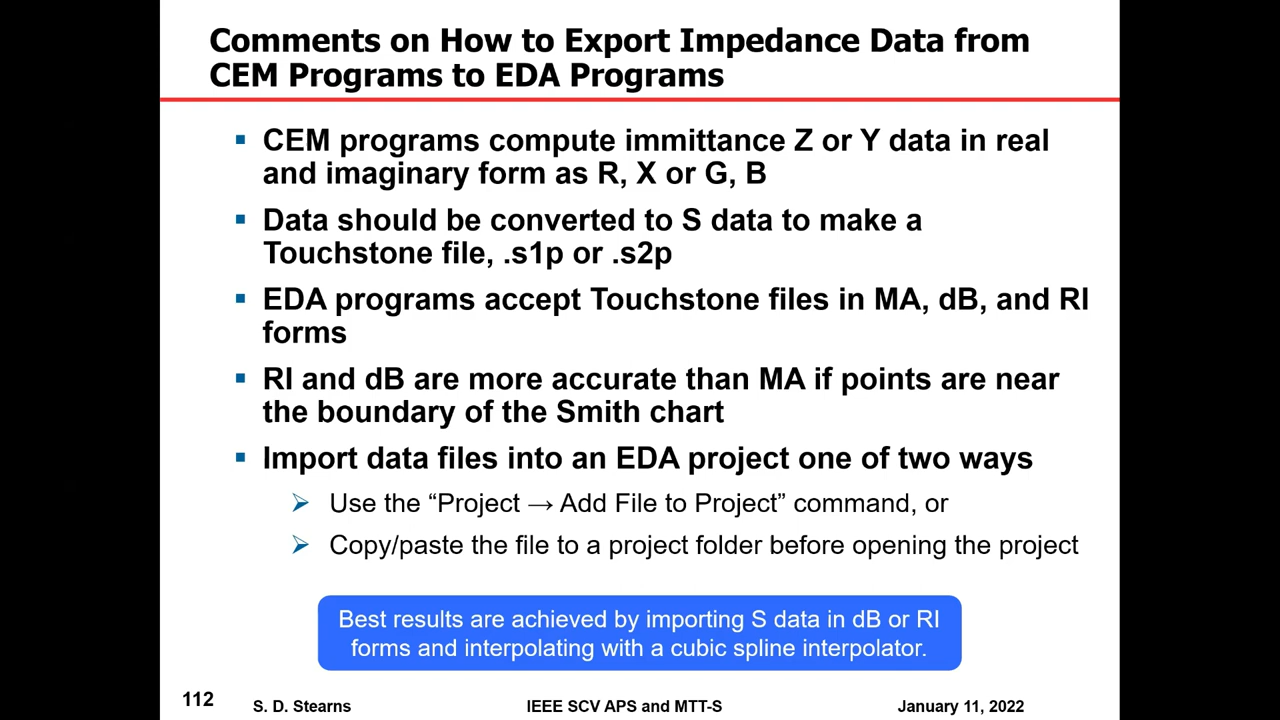 Comments on How to Export Impedance Data from
CEM Programs to EDA Programs
▪ CEM programs compute immittance Z or Y data in real
and imaginary form as R, X or G, B
▪ Data should be converted to S data to make a
Touchstone file, .s1p or .s2p
▪ EDA programs accept Touchstone files in MA, dB, and RI
forms
▪ RI and dB are more accurate than MA if points are near
the boundary of the Smith chart
▪ Import data files into an EDA project one of two ways
➢ Use the “Project → Add File to Project” command, or
➢ Copy/paste the file to a project folder before opening the project
Best results are achieved by importing S data in dB or RI
forms and interpolating with a cubic spline interpolator.
112 S. D. Stearns IEEE SCV APS and MTT-S January 11, 2022